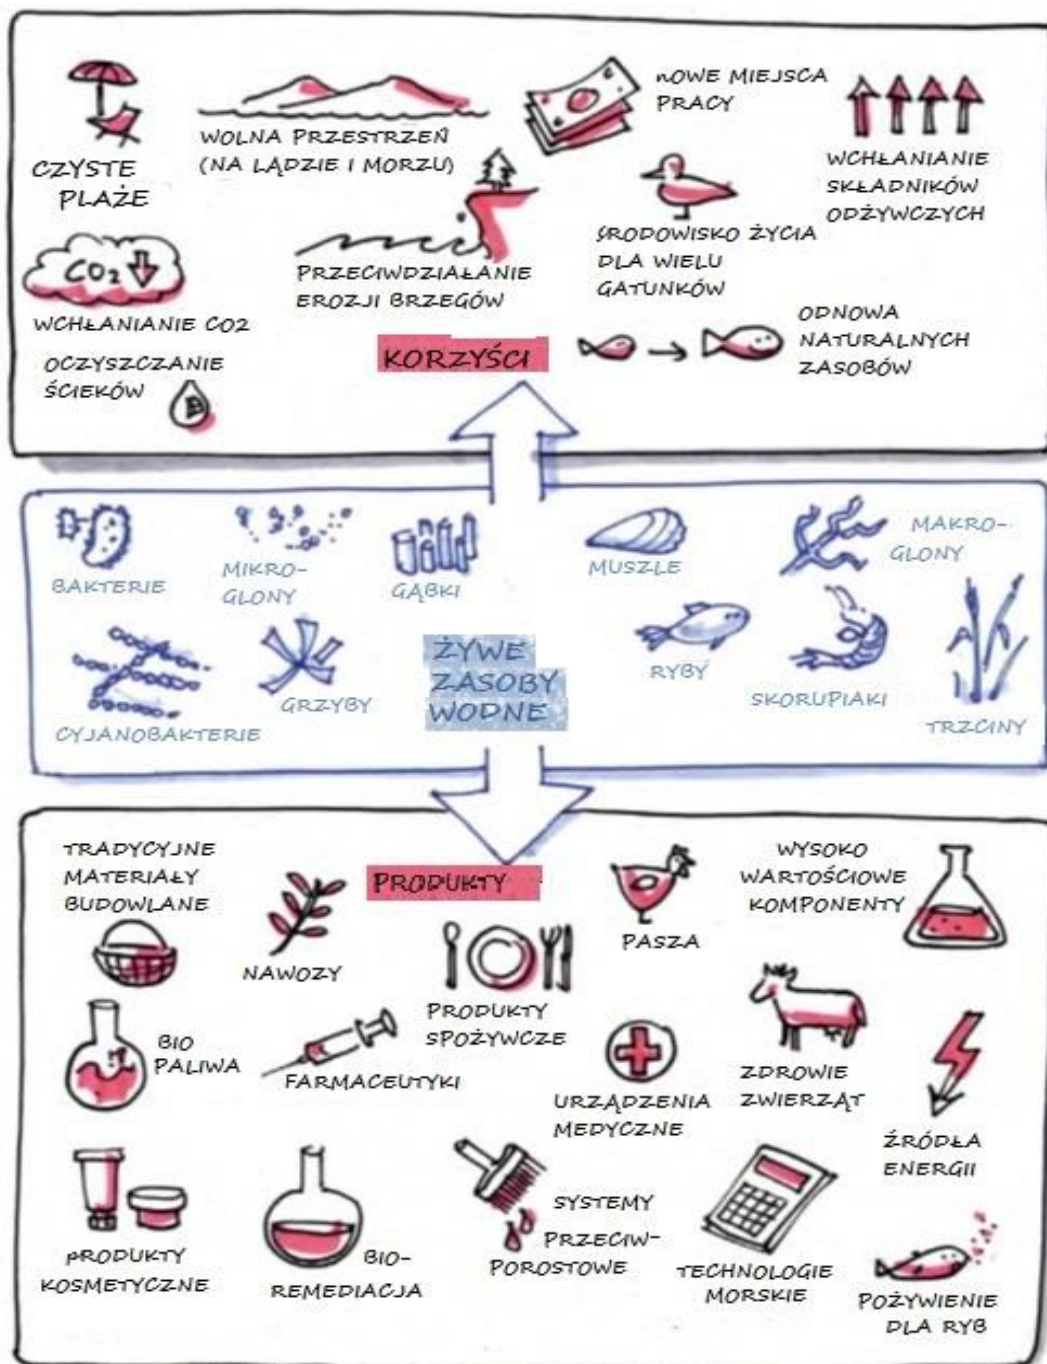 CZYSTE
PLAŻE
WOLNA PRZESTRZEŃ
(NA LĄDZIE I MORZU)
NOWE MIEJSCA
PRACY
WCHŁANIANIE
SKŁADNIKÓW
ODŻYWCZYCH
CO2
WCHŁANIANIE CO2
PRZECIWDZIAŁANIE
EROZJI BRZEGÓW
ŚRODOWISKO ŻYCIA
DLA WIELU
GATUNKÓW
OCZYSZCZANIE
ŚCIEKÓW
B
KORZYŚCI
ODNOWA
NATURALNYCH
ZASOBÓW
BAKTERIE
MIKRO-
GLONY
GĄBKI
MUSZLE
MAKRO-
GLONY
CYJANOBAKTERIE
GRZYBY
ŻYWE
ZASOBY
WODNE
RYBY
SKORUPIAKI
TRZCINY
TRADYCYJNE
MATERIAŁY
BUDOWLANE
NAWOZY
PRODUKTY
PRODUKTY
SPOŻYWCZE
PASZA
WYSOKO
WARTOŚCIOWE
KOMPONENTY
BIO
PALIWA
FARMACEUTYKI
URZĄDZENIA
MEDYCZNE
ZDROWIE
ZWIERZĄT
ŹRÓDŁA
ENERGII
PRODUKTY
KOSMETYCZNE
BIO-
REMEDIACJA
SYSTEMY
PRZECIW-
POROSTOWE
TECHNOLOGIE
MORSKIE
POŻYWIENIE
DLA RYB